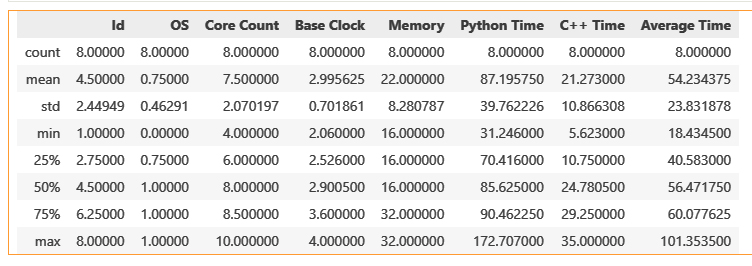 Id OS Core Count Base Clock Memory Python Time C++ Time Average Time
count 8.00000 8.00000 8.000000 8.000000 8.000000 8.000000 8.000000 8.000000
mean 4.50000 0.75000 7.500000 2.995625 22.000000 87.195750 21.273000 54.234375
std 2.44949 0.46291 2.070197 0.701861 8.280787 39.762226 10.866308 23.831878
min 1.00000 0.00000 4.000000 2.060000 16.000000 31.246000 5.623000 18.434500
25% 2.75000 0.75000 6.000000 2.526000 16.000000 70.416000 10.750000 40.583000
50% 4.50000 1.00000 8.000000 2.900500 16.000000 85.625000 24.780500 56.471750
75% 6.25000 1.00000 8.500000 3.600000 32.000000 90.462250 29.250000 60.077625
max 8.00000 1.00000 10.000000 4.000000 32.000000 172.707000 35.000000 101.353500